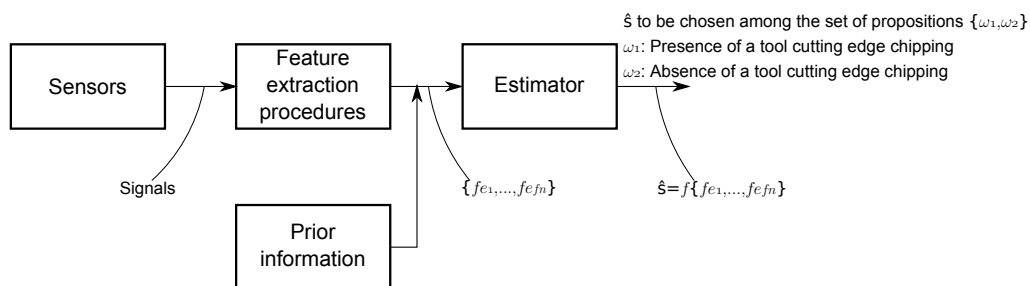 ŝ to be chosen among the set of propositions {ω1,ω2}
ω1: Presence of a tool cutting edge chipping
ω2: Absence of a tool cutting edge chipping
Sensors
Feature
extraction
procedures
Estimator
Signals
{fe1,...,fefn}
ŝ=f{fe1,...,fefn}
Prior
information